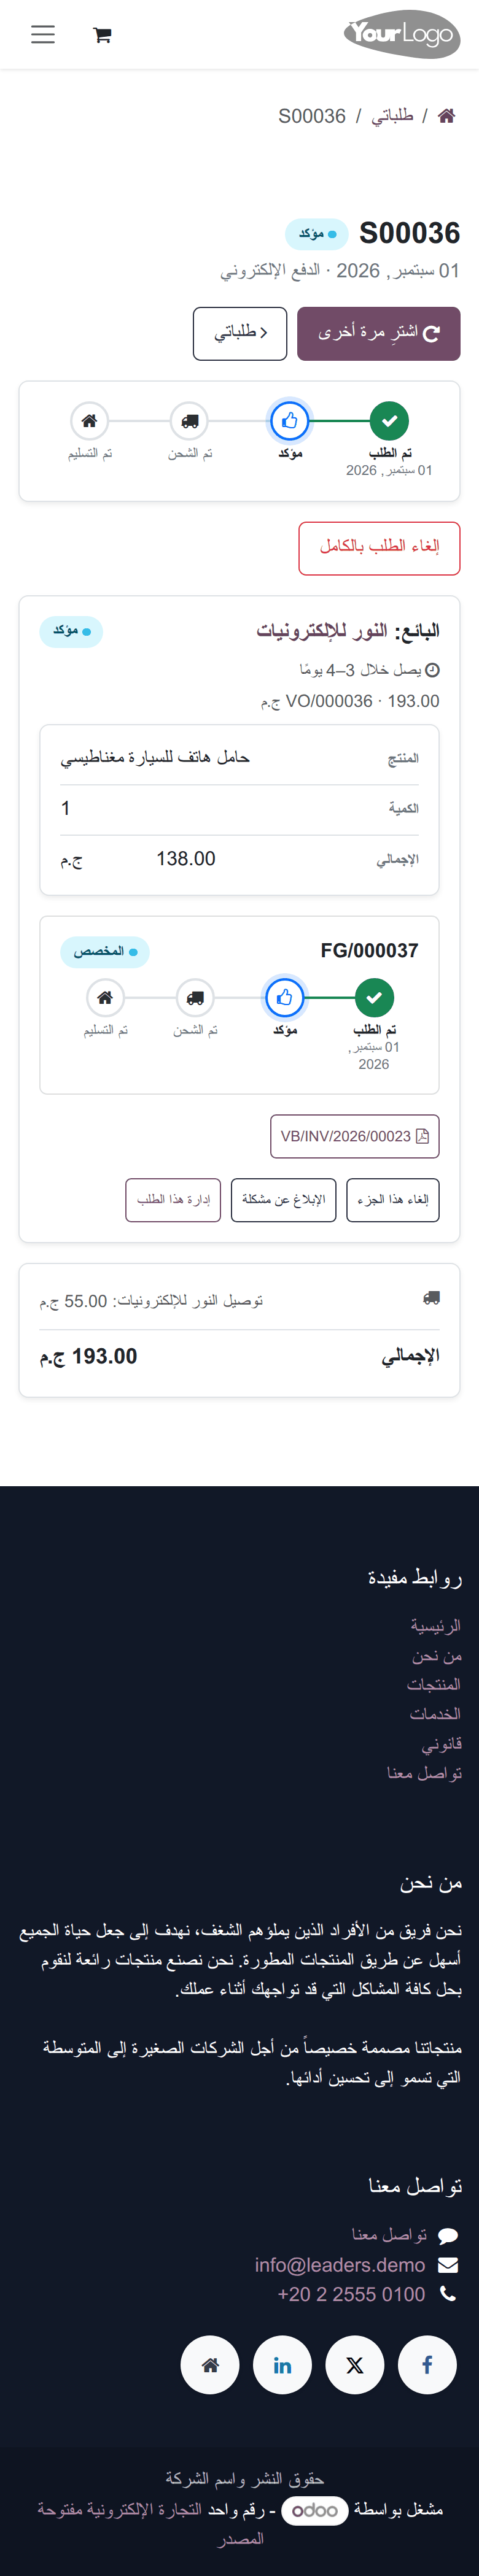 YourLogo
/ طلباتي / S00036
S00036 مؤكد
01 سبتمبر, 2026 · الدفع الإلكتروني
اشترِ مرة أخرى
طلباتي
تم الطلب
01 سبتمبر, 2026
مؤكد
تم الشحن
تم التسليم
إلغاء الطلب بالكامل
البائع: النور للإلكترونيات
مؤكد
يصل خلال 3–4 يومًا
VO/000036 · 193.00 ج.م
المنتج حامل هاتف للسيارة مغناطيسي
الكمية 1
الإجمالي 138.00 ج.م
FG/000037 المخصص
تم الطلب
01 سبتمبر,
2026
مؤكد
تم الشحن
تم التسليم
VB/INV/2026/00023
إلغاء هذا الجزء
الإبلاغ عن مشكلة
إدارة هذا الطلب
توصيل النور للإلكترونيات: 55.00 ج.م
الإجمالي 193.00 ج.م
روابط مفيدة
الرئيسية
من نحن
المنتجات
الخدمات
قانوني
تواصل معنا
من نحن
نحن فريق من الأفراد الذين يملؤهم الشغف، نهدف إلى جعل حياة الجميع
أسهل عن طريق المنتجات المطورة. نحن نصنع منتجات رائعة لنقوم
بحل كافة المشاكل التي قد تواجهك أثناء عملك.
منتجاتنا مصممة خصيصاً من أجل الشركات الصغيرة إلى المتوسطة
التي تسمو إلى تحسين أدائها.
تواصل معنا
تواصل معنا
info@leaders.demo
+20 2 2555 0100
حقوق النشر واسم الشركة
مشغل بواسطة odoo - رقم واحد التجارة الإلكترونية مفتوحة
المصدر